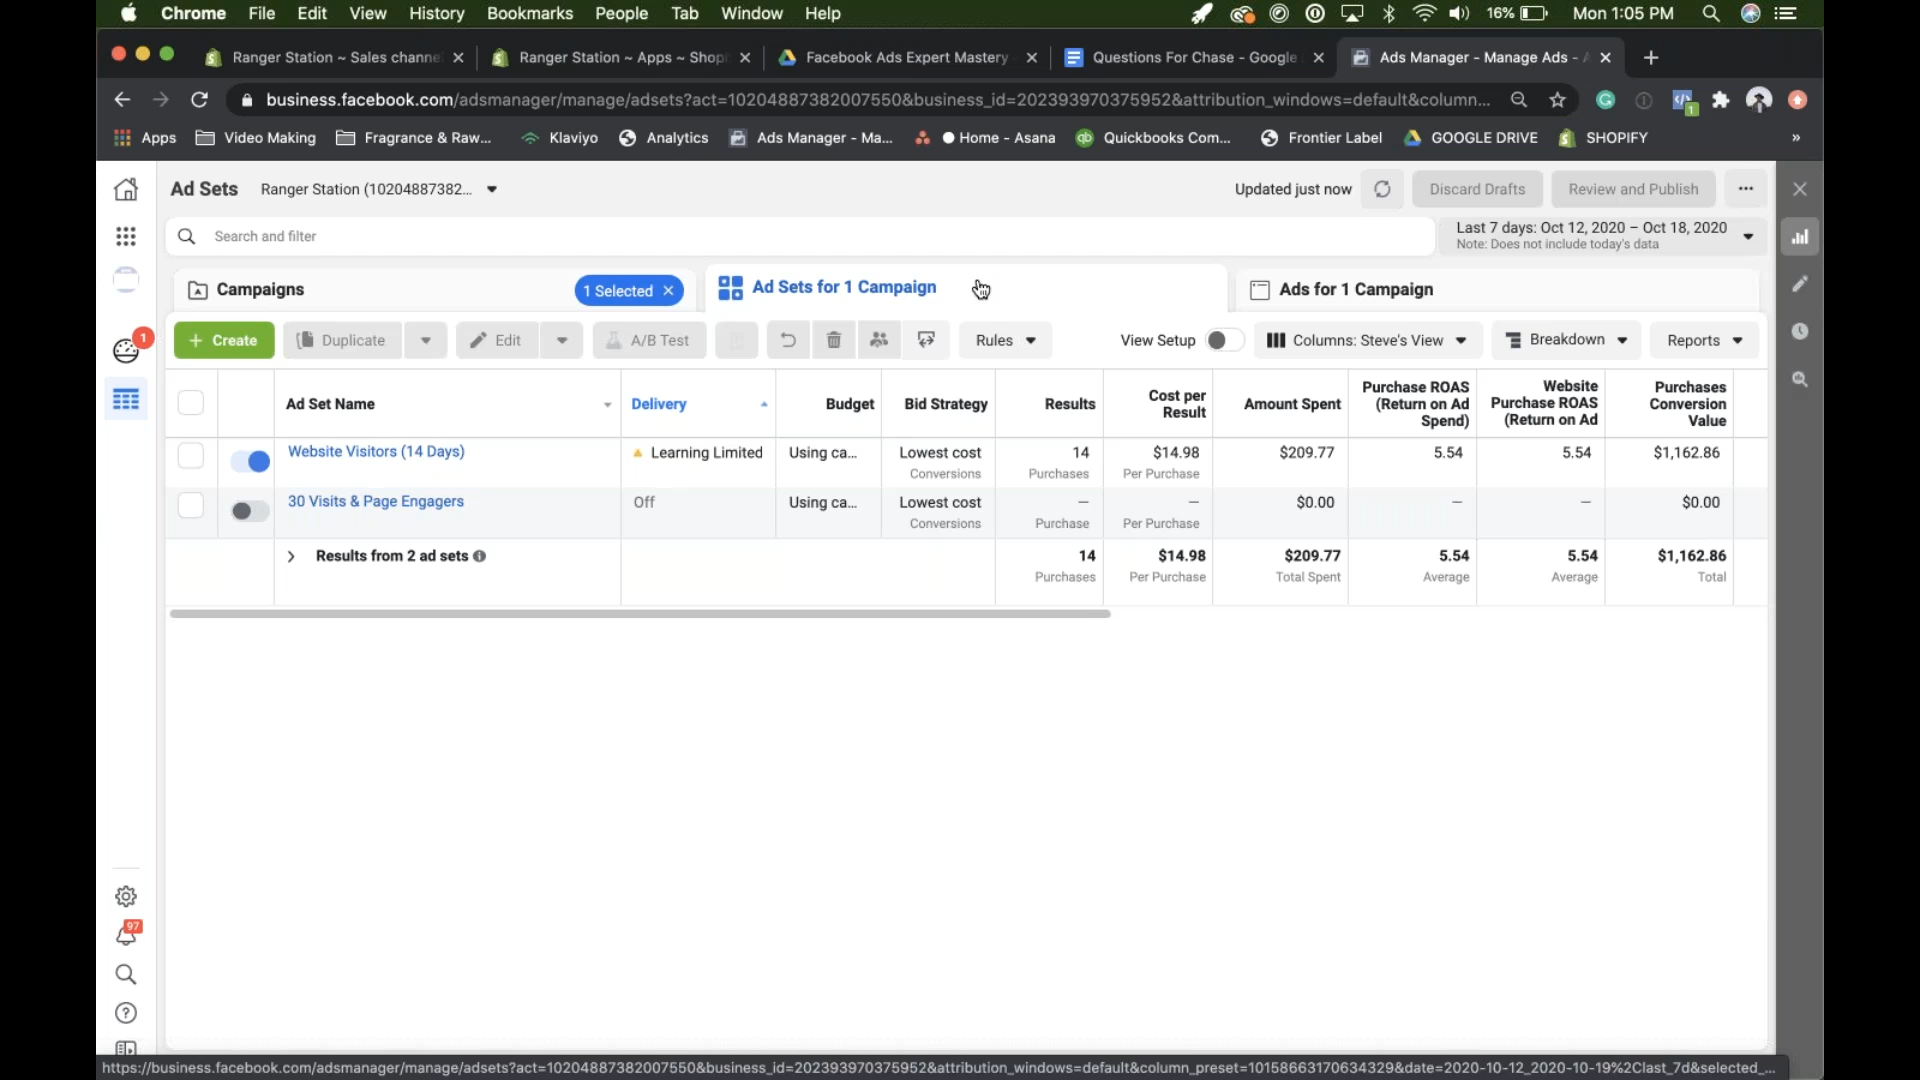 Chrome File Edit View History Bookmarks People Tab Window Help 16% Mon 1:05 PM
Ranger Station ~ Sales channe Ranger Station ~ Apps ~ Shop Facebook Ads Expert Mastery Questions For Chase - Google Ads Manager - Manage Ads -
business.facebook.com/adsmanager/manage/adsets?act=10204887382007550&business_id=202393970375952&attribution_windows=default&column...
Apps Video Making Fragrance & Raw... Klaviyo Analytics Ads Manager - Ma... Home - Asana Quickbooks Com... Frontier Label GOOGLE DRIVE SHOPIFY »
Ad Sets Ranger Station (10204887382... Updated just now Discard Drafts Review and Publish ...
Search and filter
Last 7 days: Oct 12, 2020 – Oct 18, 2020
Note: Does not include today's data
Campaigns 1 Selected × Ad Sets for 1 Campaign Ads for 1 Campaign
1
+ Create Duplicate Edit A/B Test Rules View Setup Columns: Steve's View Breakdown Reports
Ad Set Name Delivery Budget Bid Strategy Results Cost per Result Amount Spent Purchase ROAS (Return on Ad Spend) Website Purchase ROAS (Return on Ad Purchases Conversion Value
Website Visitors (14 Days) Learning Limited Using ca... Lowest cost 14 $14.98 $209.77 5.54 5.54 $1,162.86
Conversions Purchases Per Purchase
30 Visits & Page Engagers Off Using ca... Lowest cost — — $0.00 — — $0.00
Conversions Purchase Per Purchase
Results from 2 ad sets 14 $14.98 $209.77 5.54 5.54 $1,162.86
Purchases Per Purchase Total Spent Average Average Total
97
https://business.facebook.com/adsmanager/manage/adsets?act=10204887382007550&business_id=202393970375952&attribution_windows=default&column_preset=10158663170634329&date=2020-10-12_2020-10-19%2Clast_7d&selected_...